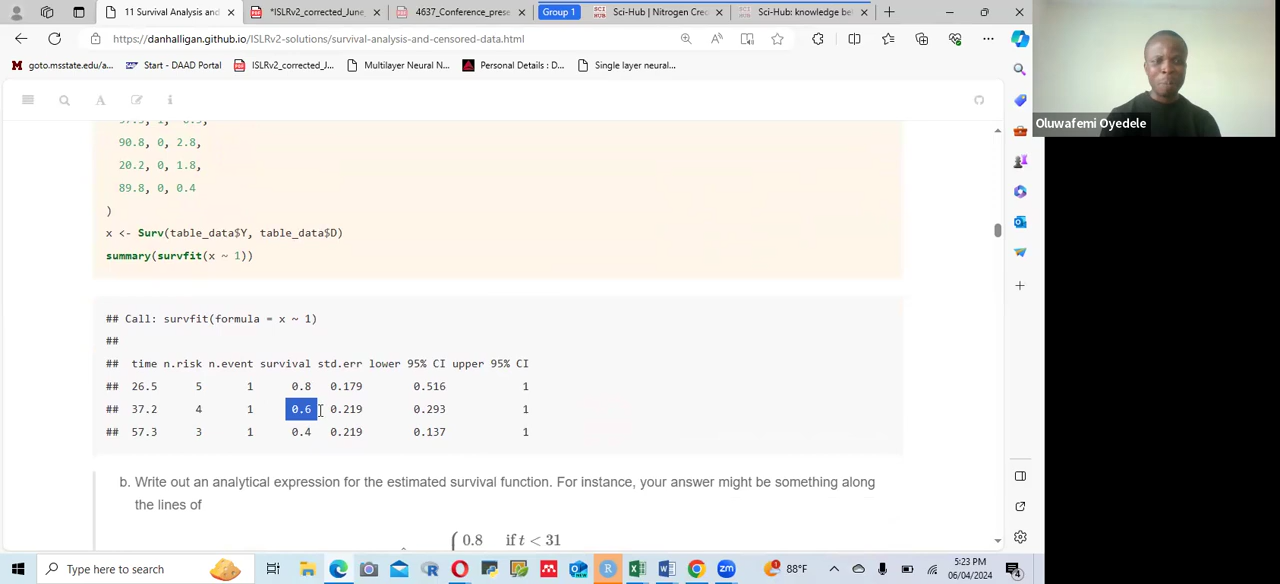 11 Survival Analysis and
*ISLRv2_corrected_June_
4637_Conference_prese
Group 1
Sci-Hub | Nitrogen Cred
Sci-Hub: knowledge be
https://danhalligan.github.io/ISLRv2-solutions/survival-analysis-and-censored-data.html
goto.msstate.edu/a...
Start - DAAD Portal
ISLRv2_corrected_J...
Multilayer Neural N...
Personal Details : D...
Single layer neural...
Oluwafemi Oyedele
90.8, 0, 2.8,
20.2, 0, 1.8,
89.8, 0, 0.4
)
x <- Surv(table_data$Y, table_data$D)
summary(survfit(x ~ 1))
## Call: survfit(formula = x ~ 1)
##
## time n.risk n.event survival std.err lower 95% CI upper 95% CI
## 26.5 5 1 0.8 0.179 0.516 1
## 37.2 4 1 0.6 0.219 0.293 1
## 57.3 3 1 0.4 0.219 0.137 1
b. Write out an analytical expression for the estimated survival function. For instance, your answer might be something along
the lines of
0.8 if t < 31
Type here to search
88°F
5:23 PM
06/04/2024